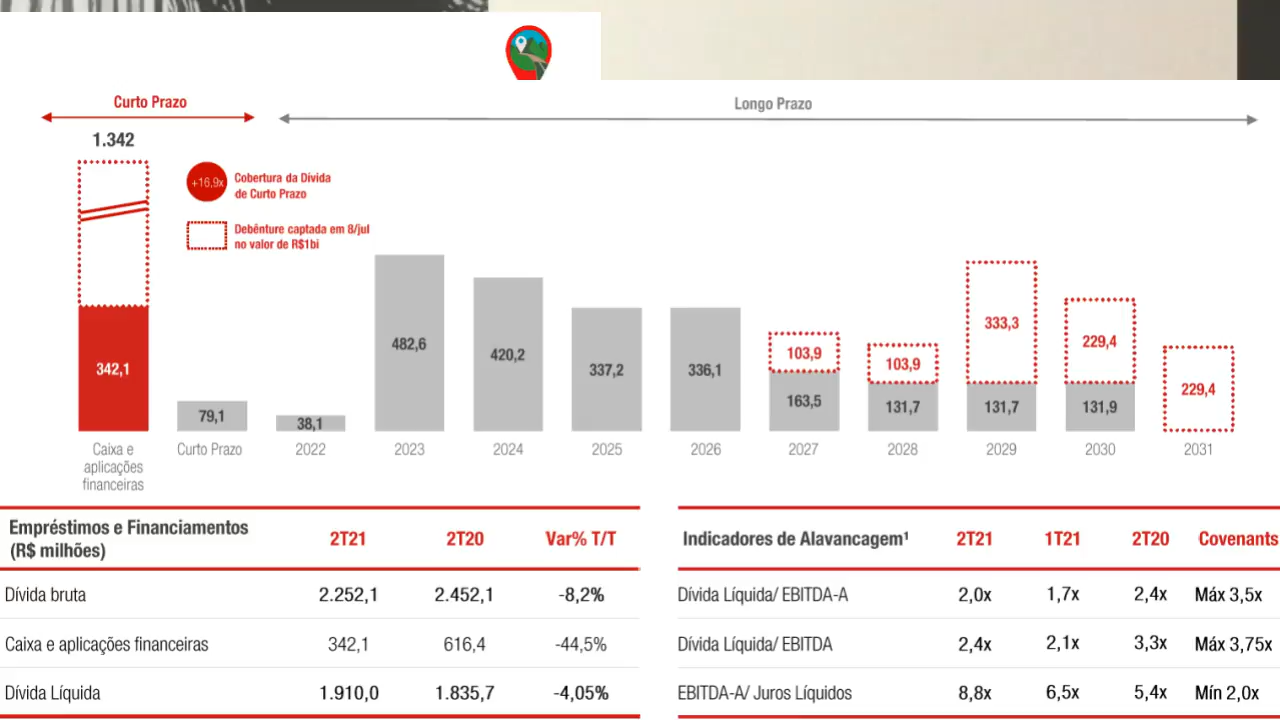 Curto Prazo
Longo Prazo
1.342
+16,9x
Cobertura da Dívida
de Curto Prazo
Debênture captada em 8/jul
no valor de R$1bi
342,1
79,1
38,1
482,6
420,2
337,2
336,1
103,9
163,5
103,9
131,7
333,3
131,7
229,4
131,9
229,4
Caixa e
aplicações
financeiras
Curto Prazo
2022
2023
2024
2025
2026
2027
2028
2029
2030
2031
Empréstimos e Financiamentos
(R$ milhões)
2T21
2T20
Var% T/T
Dívida bruta
2.252,1
2.452,1
-8,2%
Caixa e aplicações financeiras
342,1
616,4
-44,5%
Dívida Líquida
1.910,0
1.835,7
-4,05%
Indicadores de Alavancagem¹
2T21
1T21
2T20
Covenants
Dívida Líquida/ EBITDA-A
2,0x
1,7x
2,4x
Máx 3,5x
Dívida Líquida/ EBITDA
2,4x
2,1x
3,3x
Máx 3,75x
EBITDA-A/ Juros Líquidos
8,8x
6,5x
5,4x
Mín 2,0x